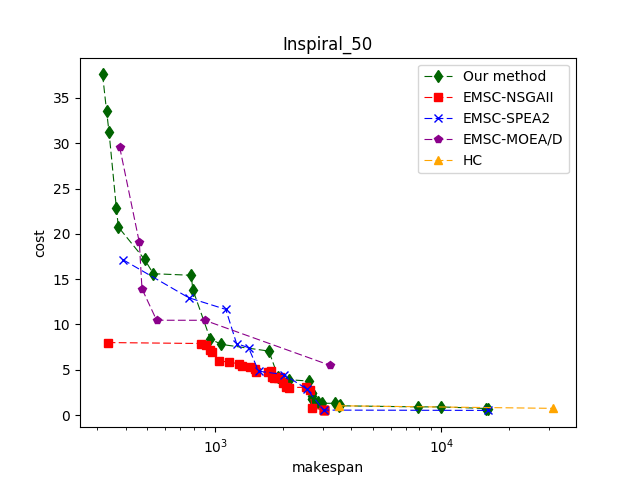 Inspiral_50
Our method
EMSC-NSGAII
EMSC-SPEA2
EMSC-MOEA/D
HC
cost
35
30
25
20
15
10
5
0
10³ 10⁴
makespan